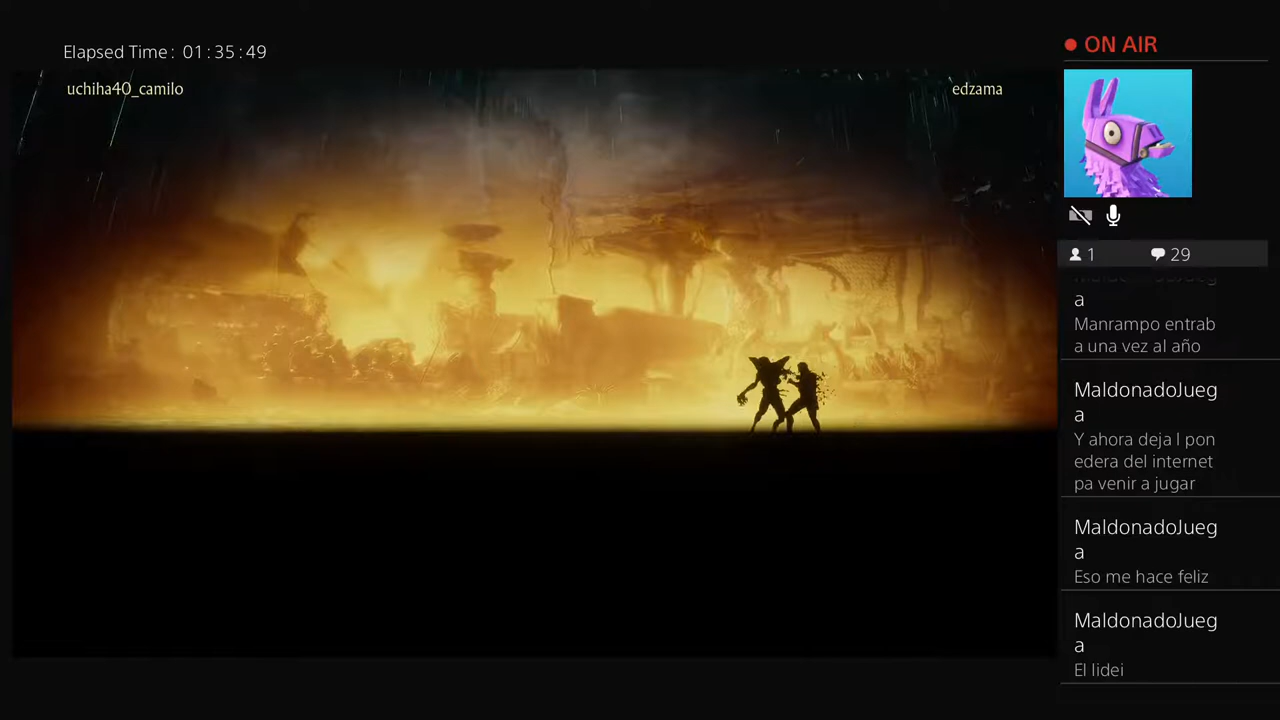 Elapsed Time: 01:35:49
uchiha40_camilo
edzama
ON AIR
1
29
a
Manrampo entrab
a una vez al año
MaldonadoJueg
a
Y ahora deja l pon
edera del internet
pa venir a jugar
MaldonadoJueg
a
Eso me hace feliz
MaldonadoJueg
a
El lidei